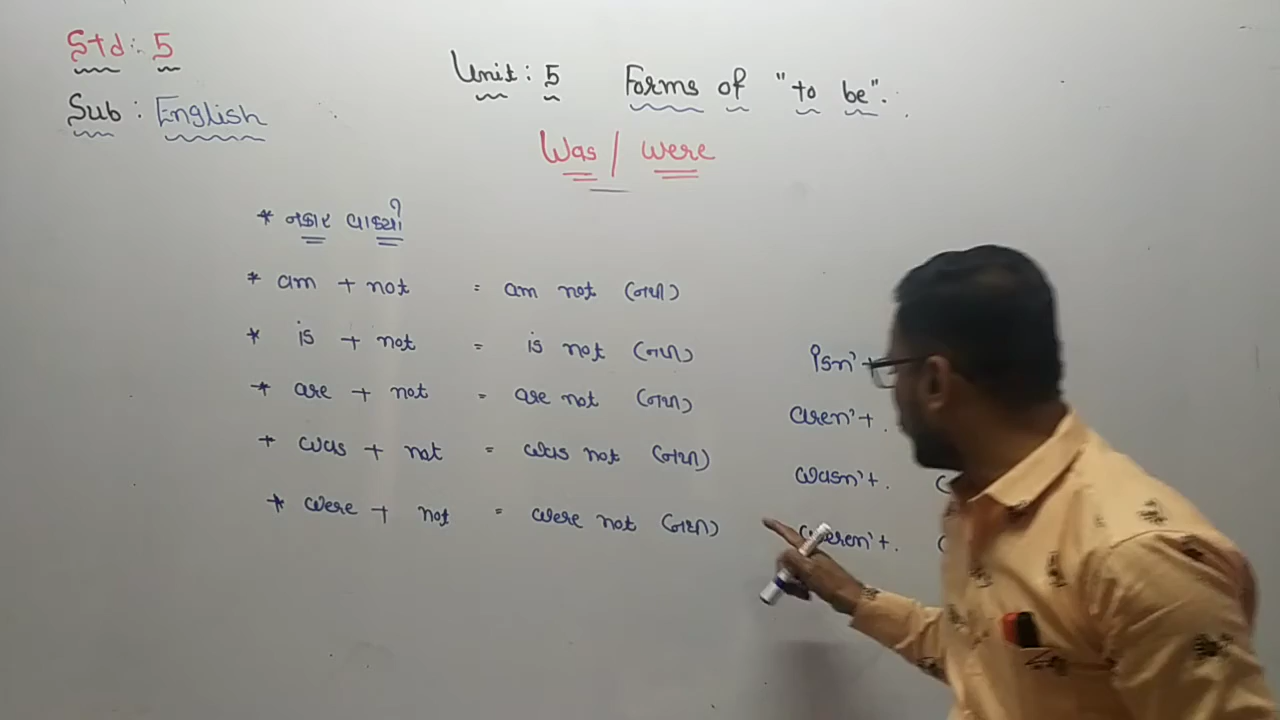 Std : 5
Unit : 5 Forms of "to be".
Sub : English
Was / were
* નકાર વાક્યો
* am + not = am not (નથી)
* is + not = is not (નથી) isn't
* are + not = are not (નથી) aren't.
* was + not = was not (નથી) wasn't. (
* were + not = were not (નથી) weren't. (